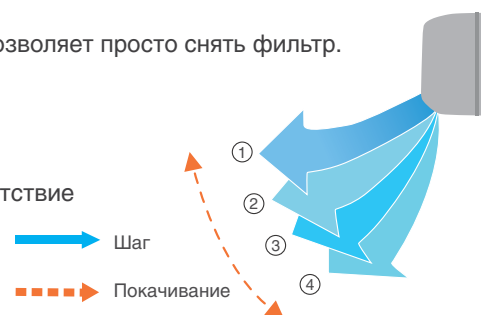 озволяет просто снять фильтр.
①
②
тствие
③
Шаг
④
Покачивание